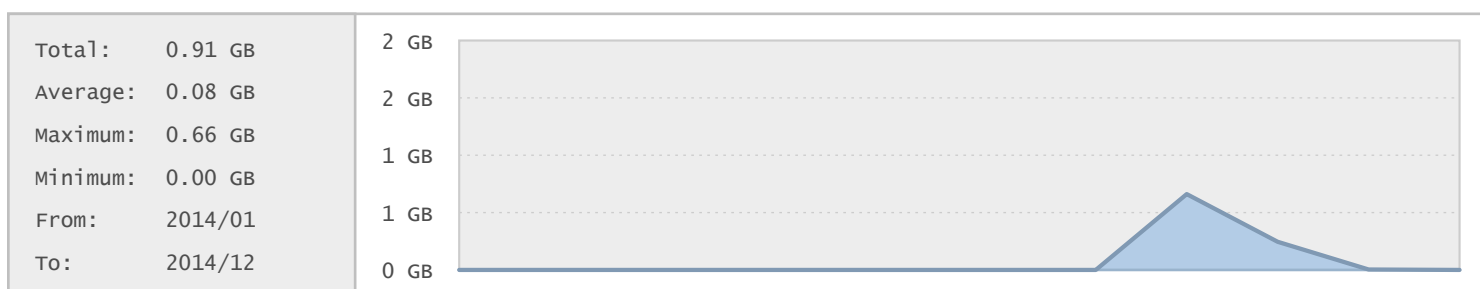 Total: 0.91 GB
Average: 0.08 GB
Maximum: 0.66 GB
Minimum: 0.00 GB
From: 2014/01
To: 2014/12
2 GB
2 GB
1 GB
1 GB
0 GB